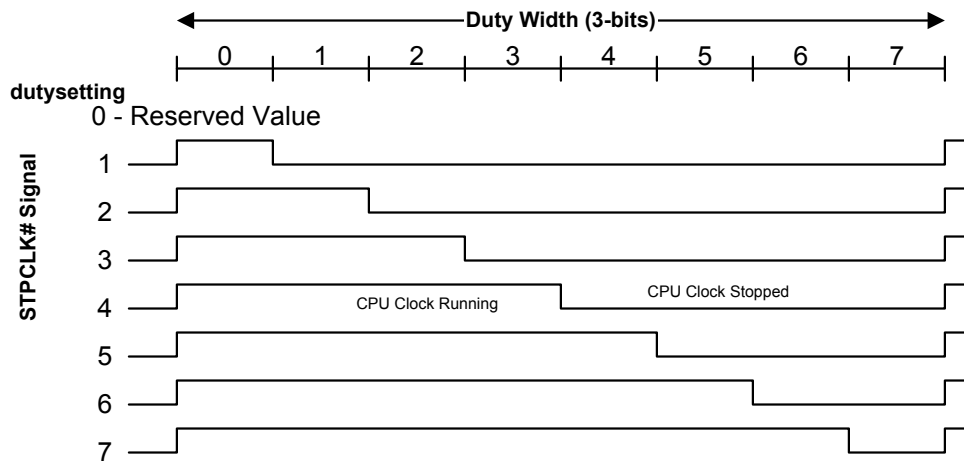 Duty Width (3-bits)
0 1 2 3 4 5 6 7
dutysetting
0 - Reserved Value
STPCLK# Signal
1
2
3
4
CPU Clock Running
CPU Clock Stopped
5
6
7